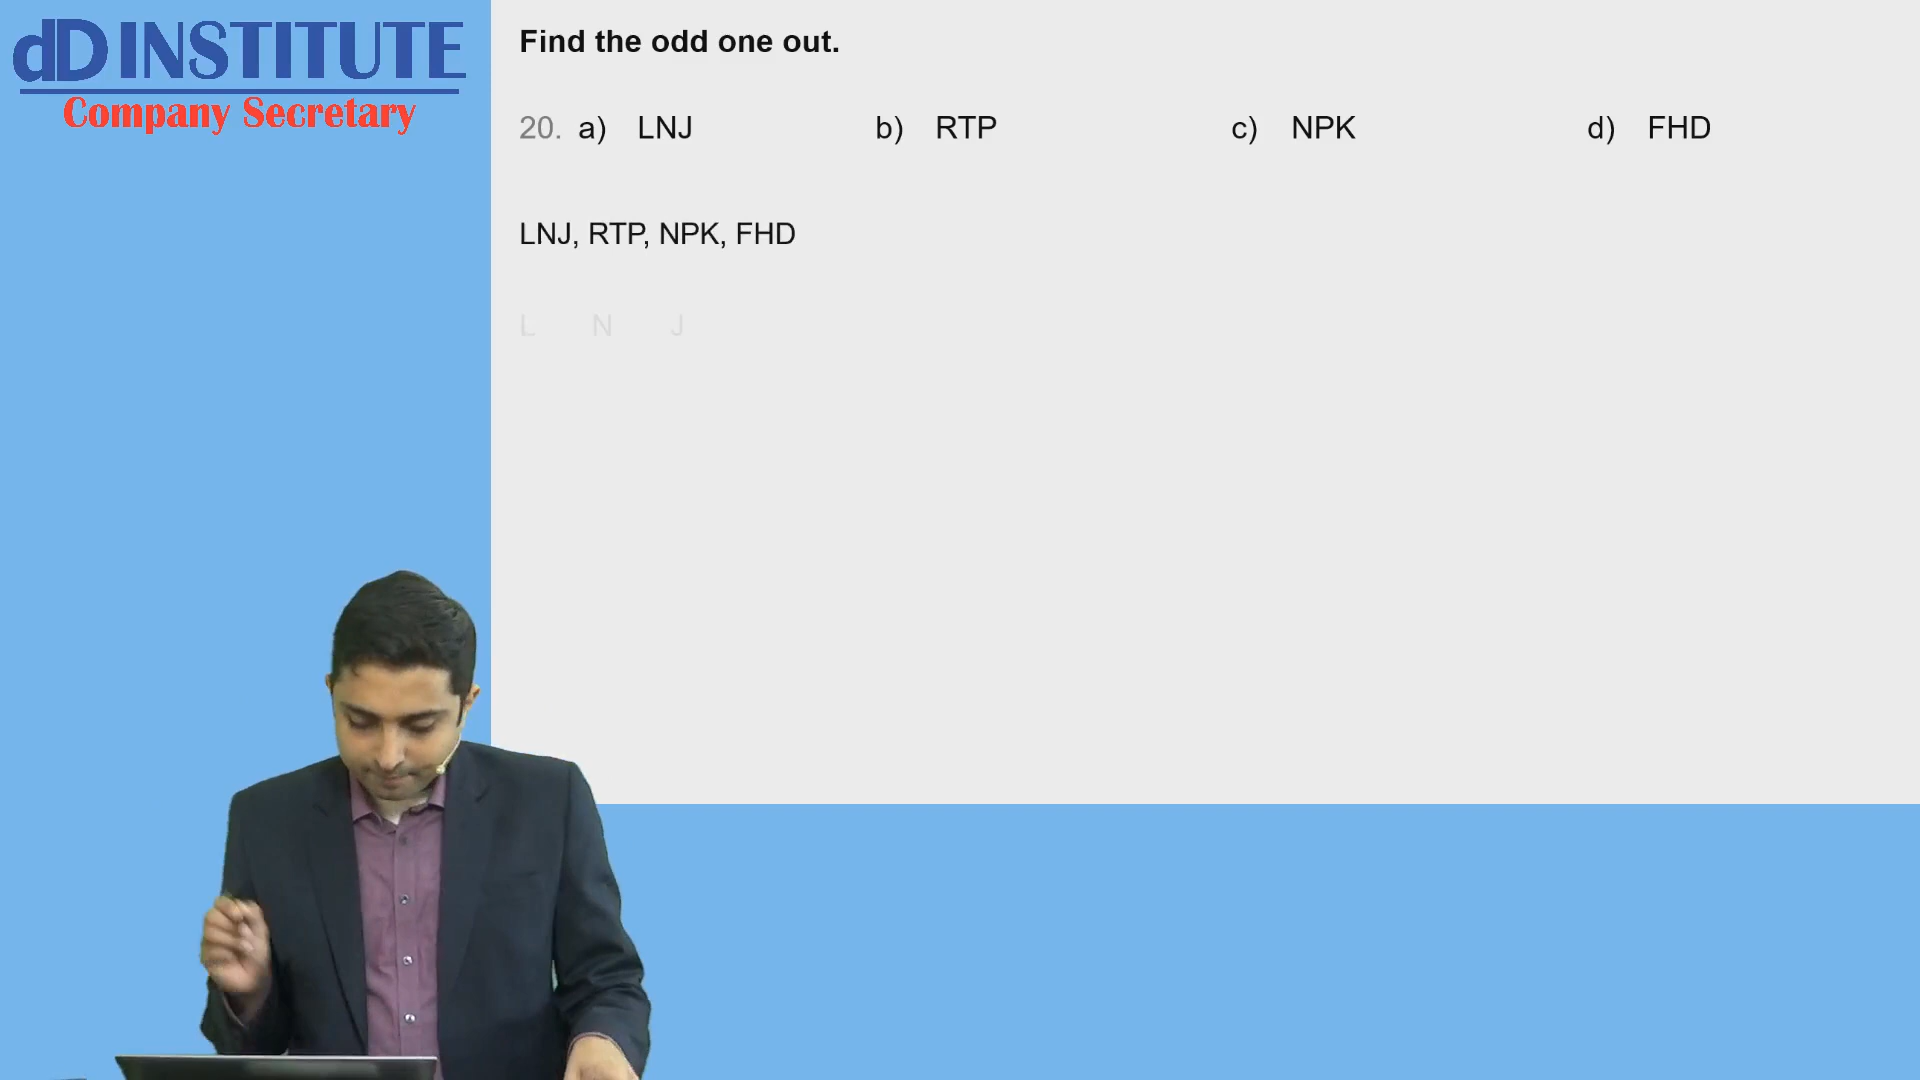 dD INSTITUTE
Company Secretary
Find the odd one out.
20. a) LNJ b) RTP c) NPK d) FHD
LNJ, RTP, NPK, FHD
L N J